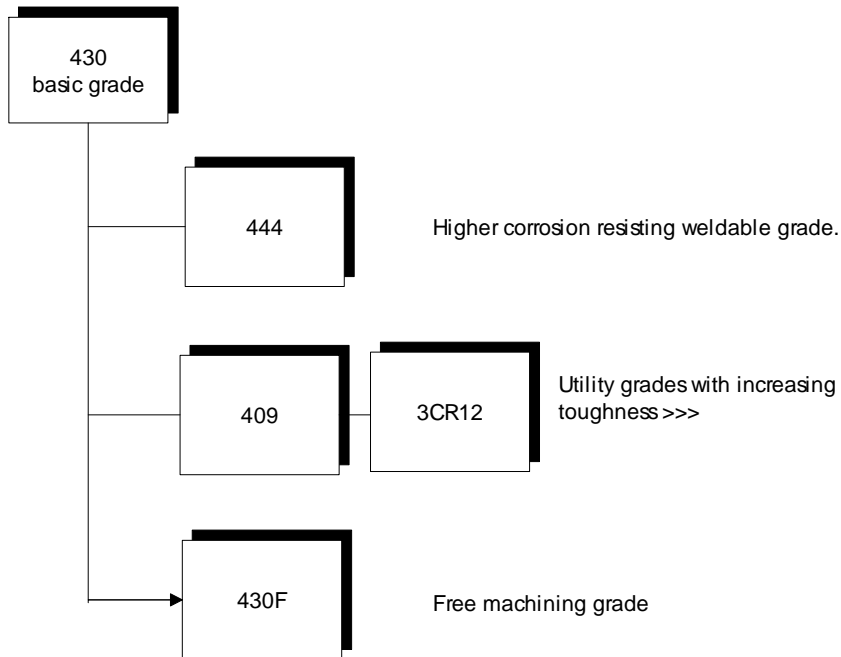 430
basic grade
444
Higher corrosion resisting weldable grade.
409
3CR12
Utility grades with increasing
toughness >>>
430F
Free machining grade